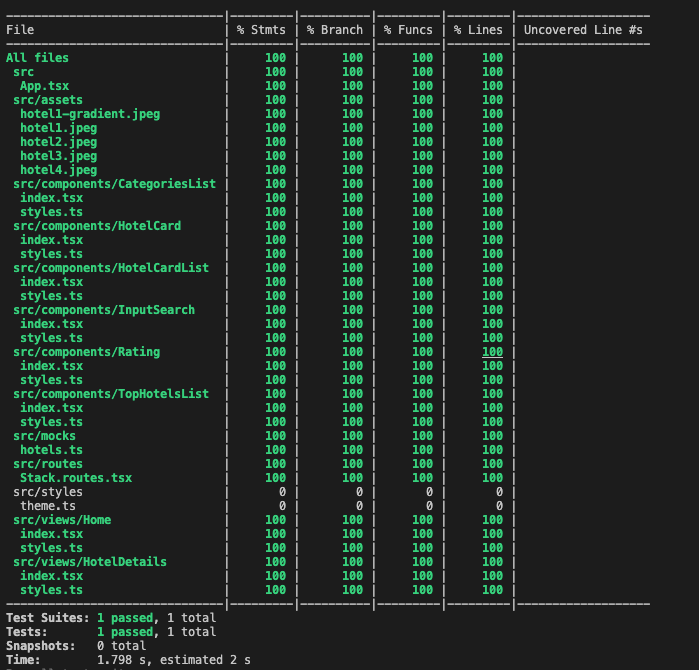 File | % Stmts | % Branch | % Funcs | % Lines | Uncovered Line #s
All files | 100 | 100 | 100 | 100 |
src | 100 | 100 | 100 | 100 |
App.tsx | 100 | 100 | 100 | 100 |
src/assets | 100 | 100 | 100 | 100 |
hotel1-gradient.jpeg | 100 | 100 | 100 | 100 |
hotel1.jpeg | 100 | 100 | 100 | 100 |
hotel2.jpeg | 100 | 100 | 100 | 100 |
hotel3.jpeg | 100 | 100 | 100 | 100 |
hotel4.jpeg | 100 | 100 | 100 | 100 |
src/components/CategoriesList | 100 | 100 | 100 | 100 |
index.tsx | 100 | 100 | 100 | 100 |
styles.ts | 100 | 100 | 100 | 100 |
src/components/HotelCard | 100 | 100 | 100 | 100 |
index.tsx | 100 | 100 | 100 | 100 |
styles.ts | 100 | 100 | 100 | 100 |
src/components/HotelCardList | 100 | 100 | 100 | 100 |
index.tsx | 100 | 100 | 100 | 100 |
styles.ts | 100 | 100 | 100 | 100 |
src/components/InputSearch | 100 | 100 | 100 | 100 |
index.tsx | 100 | 100 | 100 | 100 |
styles.ts | 100 | 100 | 100 | 100 |
src/components/Rating | 100 | 100 | 100 | 100 |
index.tsx | 100 | 100 | 100 | 100 |
styles.ts | 100 | 100 | 100 | 100 |
src/components/TopHotelsList | 100 | 100 | 100 | 100 |
index.tsx | 100 | 100 | 100 | 100 |
styles.ts | 100 | 100 | 100 | 100 |
src/mocks | 100 | 100 | 100 | 100 |
hotels.ts | 100 | 100 | 100 | 100 |
src/routes | 100 | 100 | 100 | 100 |
Stack.routes.tsx | 100 | 100 | 100 | 100 |
src/styles | 0 | 0 | 0 | 0 |
theme.ts | 0 | 0 | 0 | 0 |
src/views/Home | 100 | 100 | 100 | 100 |
index.tsx | 100 | 100 | 100 | 100 |
styles.ts | 100 | 100 | 100 | 100 |
src/views/HotelDetails | 100 | 100 | 100 | 100 |
index.tsx | 100 | 100 | 100 | 100 |
styles.ts | 100 | 100 | 100 | 100 |
Test Suites: 1 passed, 1 total
Tests: 1 passed, 1 total
Snapshots: 0 total
Time: 1.798 s, estimated 2 s